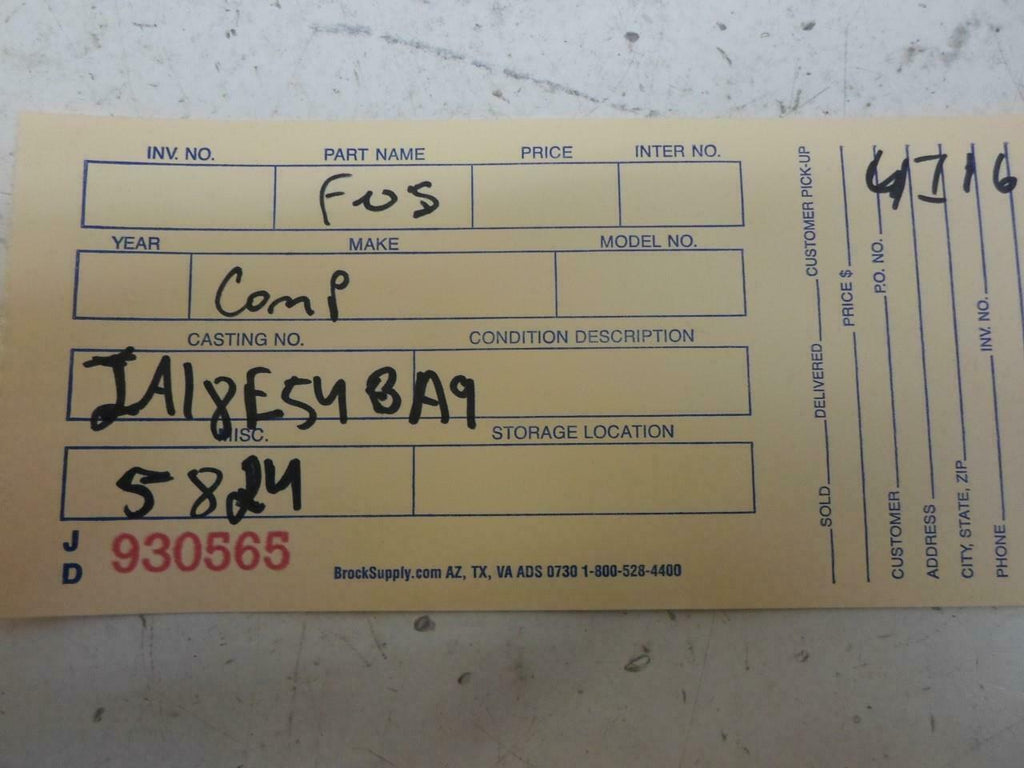 INV. NO. PART NAME PRICE INTER NO.
Fus
YEAR MAKE MODEL NO.
Comp
CASTING NO. CONDITION DESCRIPTION
JA18E54BA9
MISC. STORAGE LOCATION
5824
JD 930565
BrockSupply.com AZ, TX, VA ADS 0730 1-800-528-4400
SOLD DELIVERED CUSTOMER PICK-UP
PRICE $
CUSTOMER P.O. NO.
ADDRESS
CITY, STATE, ZIP
PHONE INV. NO.